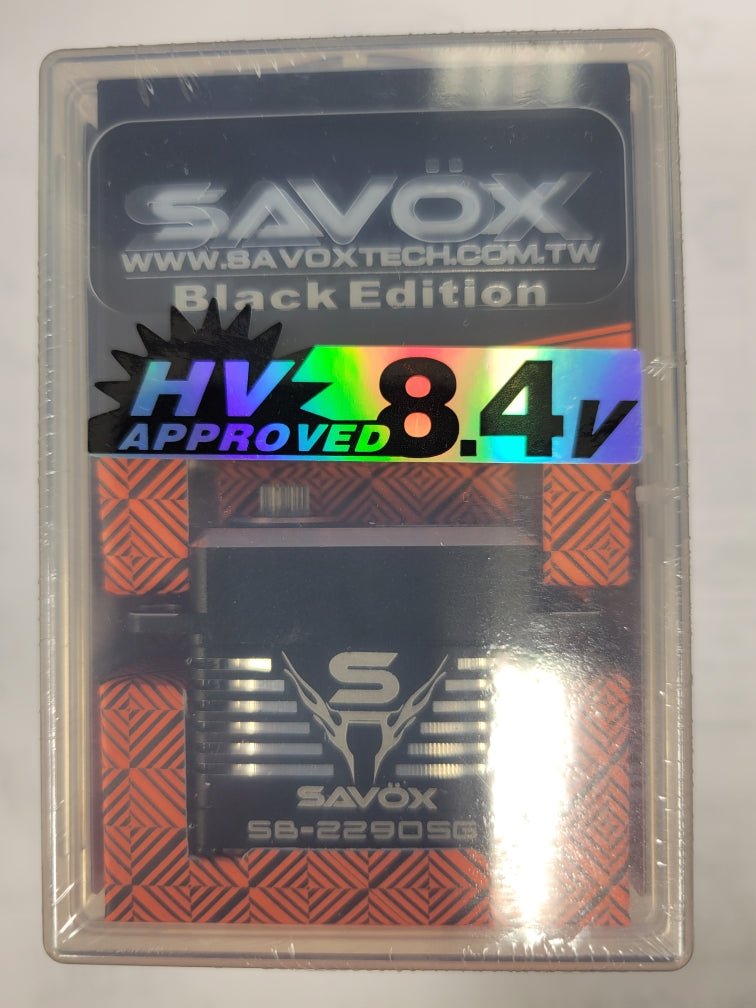 SAVÖX
WWW.SAVOXTECH.COM.TW
Black Edition
HV 8.4V
APPROVED
S
SAVÖX
SB-2290SG